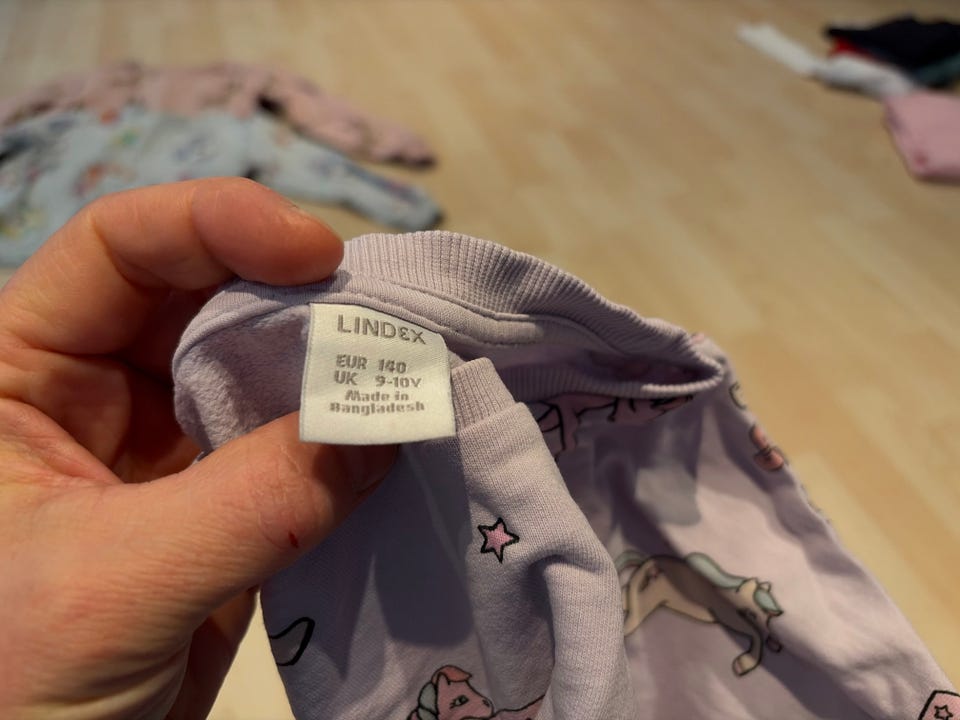 LINDEX
EUR 140
UK 9-10Y
Made in
Bangladesh